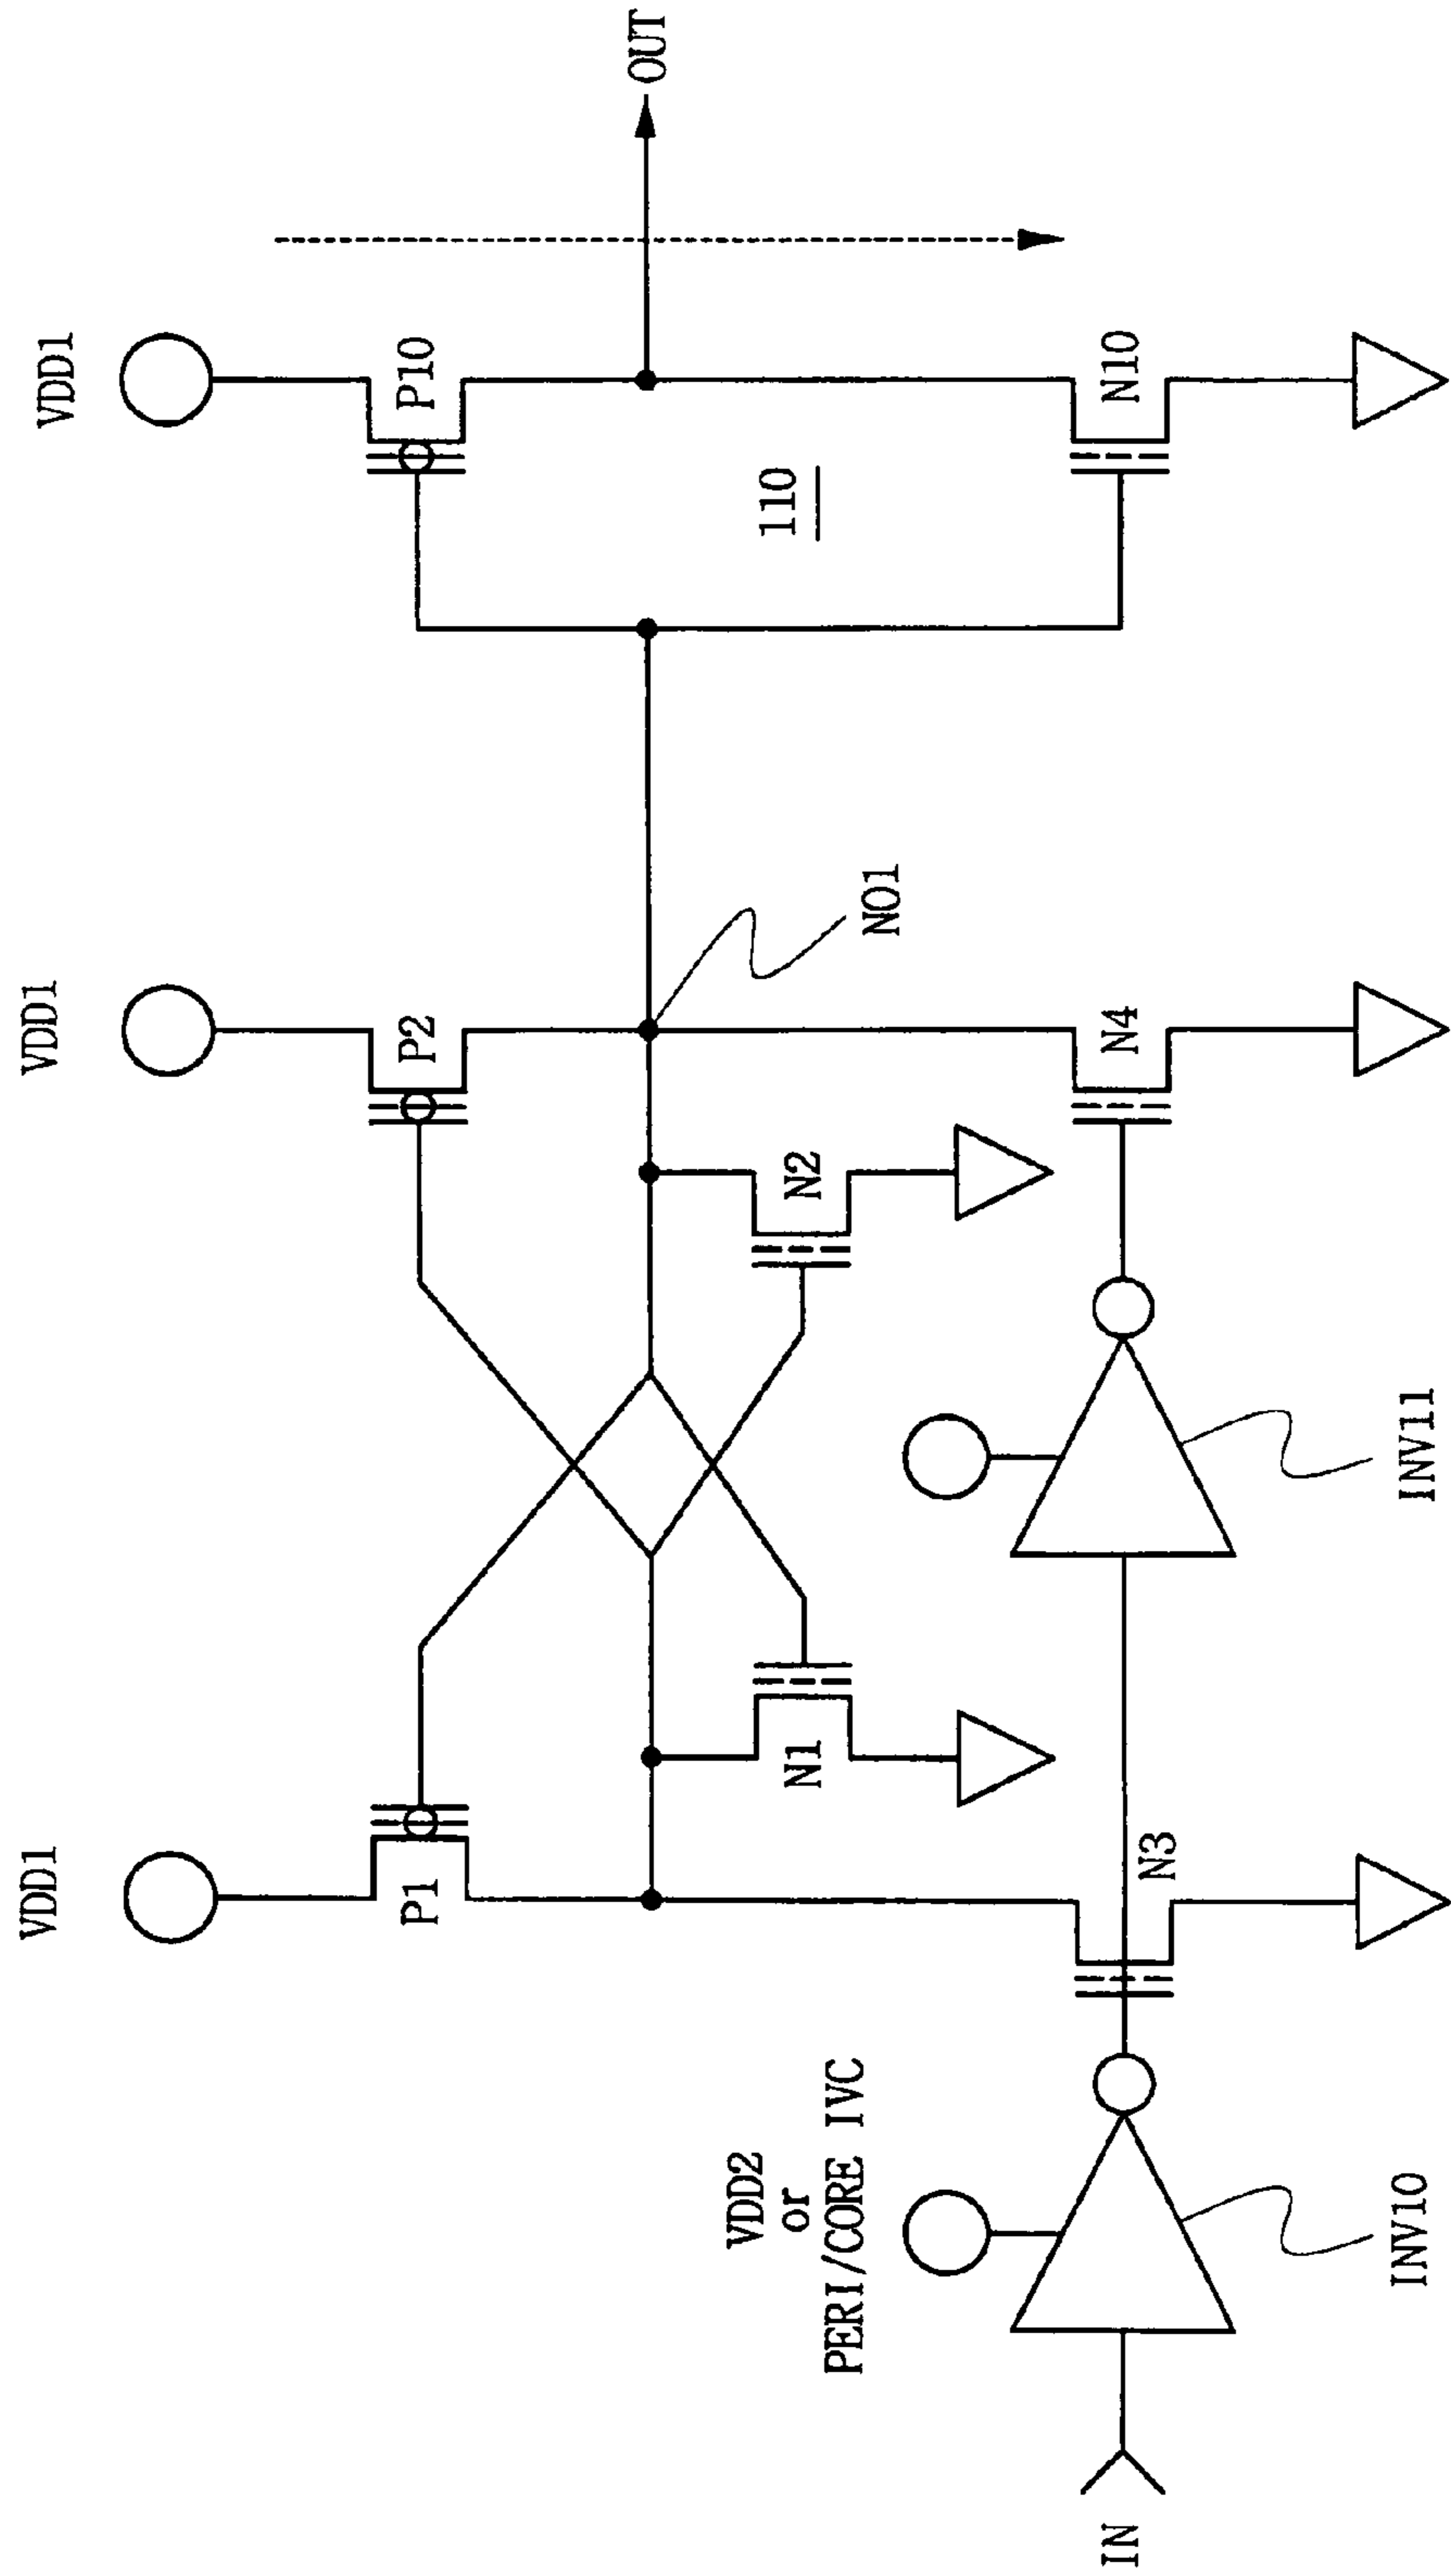 VDD1
VDD1
VDD1
P1
P2
P10
OUT
110
N1
N2
NO1
N10
N3
N4
VDD2
or
PERI/CORE IVC
IN
INV10
INV11